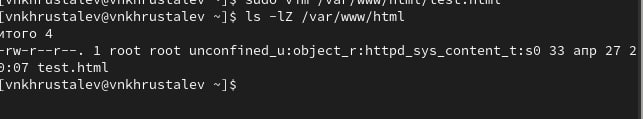 [vnkhrustalev@vnkhrustalev ~]$ sudo vim /var/www/html/test.html
[vnkhrustalev@vnkhrustalev ~]$ ls -lZ /var/www/html
итого 4
-rw-r--r--. 1 root root unconfined_u:object_r:httpd_sys_content_t:s0 33 апр 27 2
0:07 test.html
[vnkhrustalev@vnkhrustalev ~]$